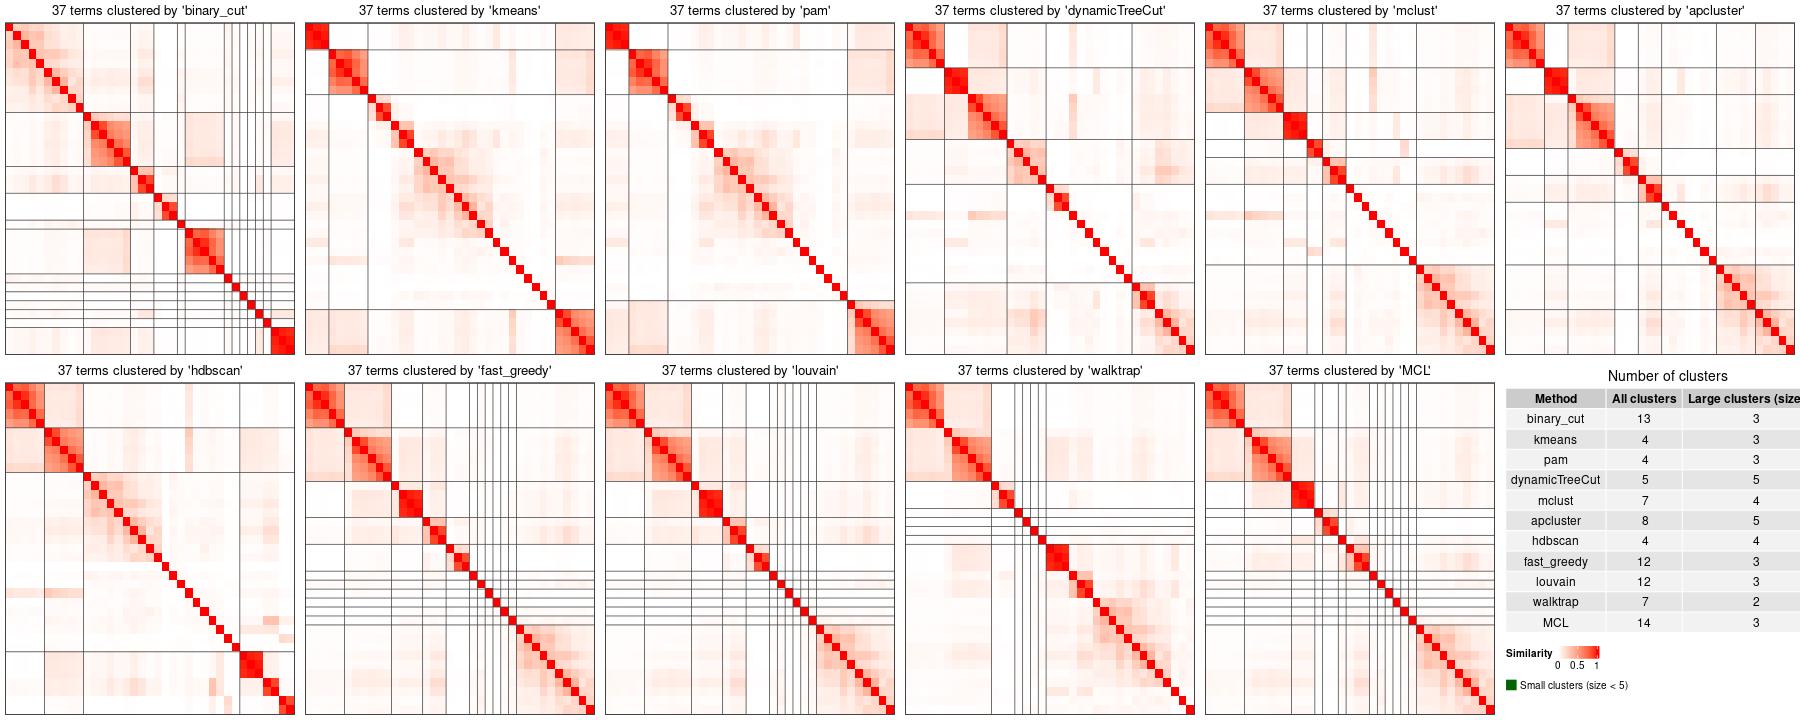 37 terms clustered by 'binary_cut'
37 terms clustered by 'kmeans'
37 terms clustered by 'pam'
37 terms clustered by 'dynamicTreeCut'
37 terms clustered by 'mclust'
37 terms clustered by 'apcluster'
37 terms clustered by 'hdbscan'
37 terms clustered by 'fast_greedy'
37 terms clustered by 'louvain'
37 terms clustered by 'walktrap'
37 terms clustered by 'MCL'
Number of clusters
Method All clusters Large clusters (size
binary_cut 13 3
kmeans 4 3
pam 4 3
dynamicTreeCut 5 5
mclust 7 4
apcluster 8 5
hdbscan 4 4
fast_greedy 12 3
louvain 12 3
walktrap 7 2
MCL 14 3
Similarity
0 0.5 1
Small clusters (size < 5)